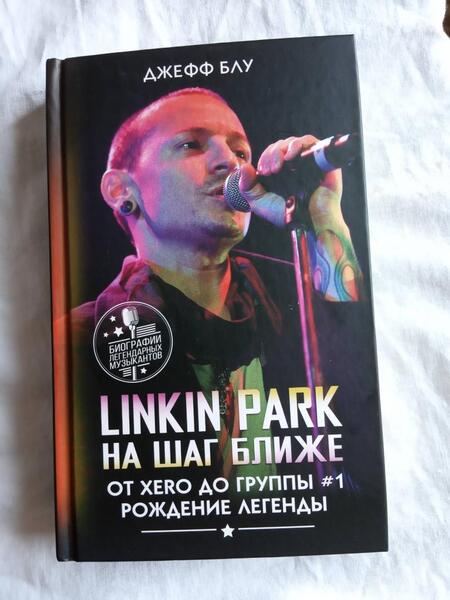 ДЖЕФФ БЛУ
БИОГРАФИИ
ЛЕГЕНДАРНЫХ
МУЗЫКАНТОВ
LINKIN PARK
НА ШАГ БЛИЖЕ
ОТ XERO ДО ГРУППЫ #1
РОЖДЕНИЕ ЛЕГЕНДЫ